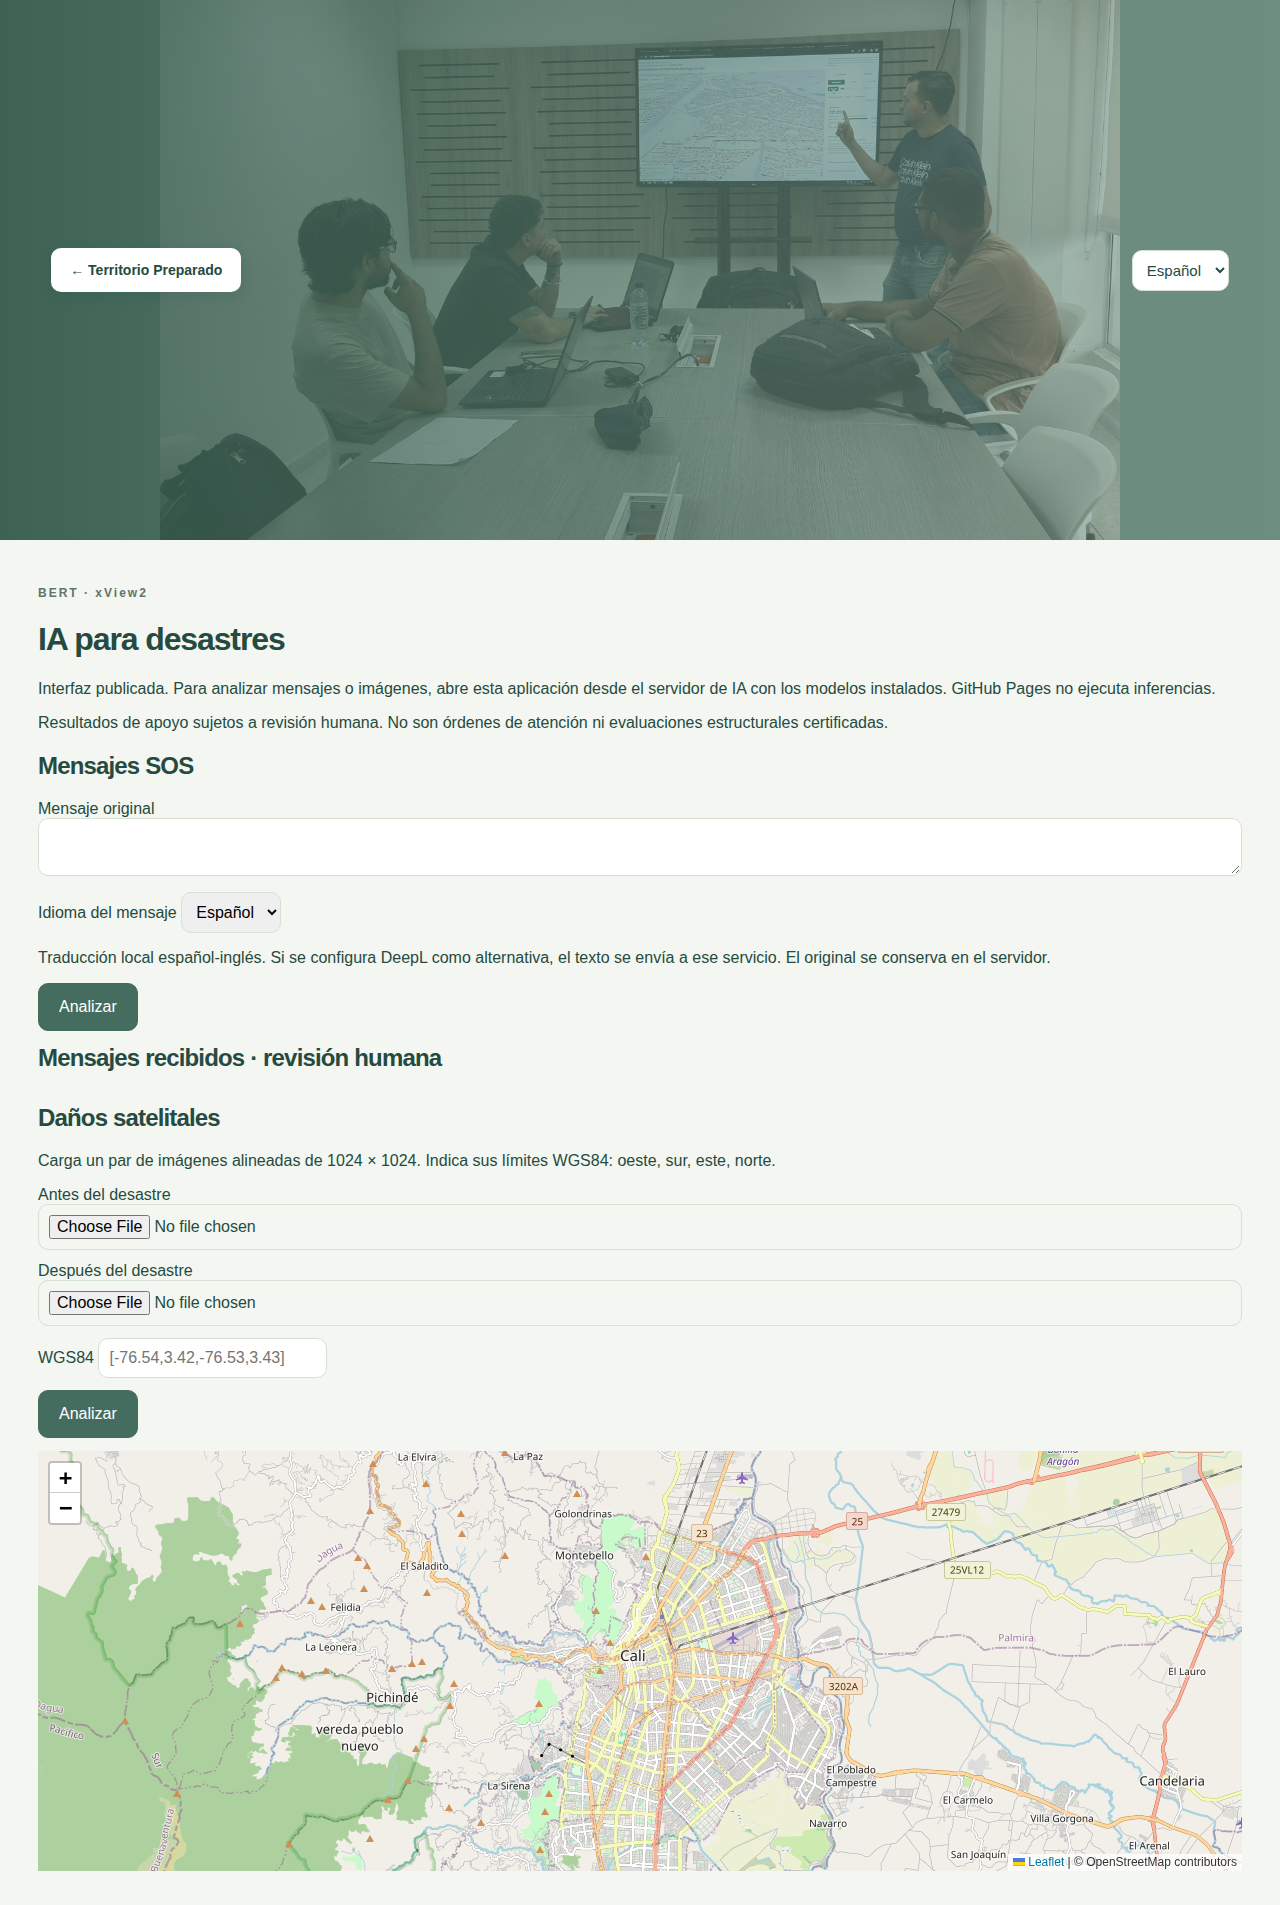 ← Territorio Preparado
Español
BERT · xView2
IA para desastres
Interfaz publicada. Para analizar mensajes o imágenes, abre esta aplicación desde el servidor de IA con los modelos instalados. GitHub Pages no ejecuta inferencias.
Resultados de apoyo sujetos a revisión humana. No son órdenes de atención ni evaluaciones estructurales certificadas.
Mensajes SOS
Mensaje original
Idioma del mensaje Español
Traducción local español-inglés. Si se configura DeepL como alternativa, el texto se envía a ese servicio. El original se conserva en el servidor.
Analizar
Mensajes recibidos · revisión humana
Daños satelitales
Carga un par de imágenes alineadas de 1024 × 1024. Indica sus límites WGS84: oeste, sur, este, norte.
Antes del desastre
Choose File No file chosen
Después del desastre
Choose File No file chosen
WGS84 [-76.54,3.42,-76.53,3.43]
Analizar
+
−
La Elvira
La Paz
Aragón
Golondrinas
27479
25
23
Montebello
El Saladito
25VL12
Felidia
La Leonera
Palmira
Cali
El Lauro
3202A
Pichindé
Pacífico
vereda pueblo
nuevo
Sur
La Sirena
El Poblado
Campestre
Candelaria
El Carmelo
Villa Gorgona
Navarro
Buenaventura
El Arenal
San Joaquín
Leaflet | © OpenStreetMap contributors